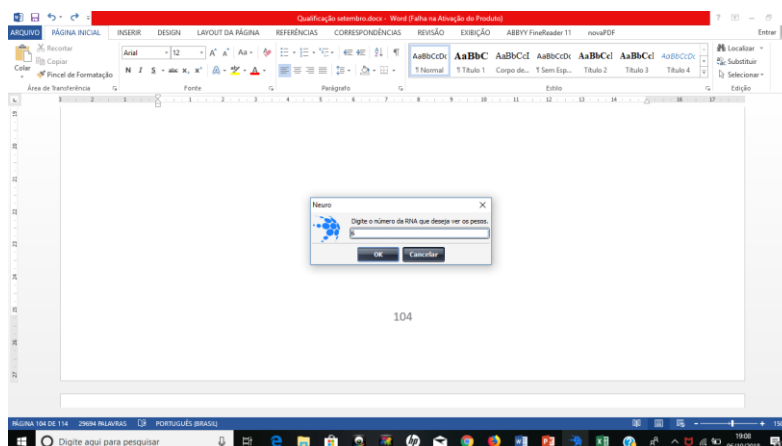 Qualificação setembro.docx - Word (Falha na Ativação do Produto)
ARQUIVO PÁGINA INICIAL INSERIR DESIGN LAYOUT DA PÁGINA REFERÊNCIAS CORRESPONDÊNCIAS REVISÃO EXIBIÇÃO ABBYY FineReader 11 novaPDF Entrar
Recortar
Copiar
Pincel de Formatação
Colar
Área de Transferência
Arial 12
N I S abc
Fonte
Parágrafo
AaBbCcDc AaBbC AaBbCcI AaBbCcDc AaBbCcI AaBbCcI AaBbCcDc
¶ Normal ¶ Título 1 Corpo de... ¶ Sem Esp... Título 2 Título 3 Título 4
Estilo
Localizar
Substituir
Selecionar
Edição
Neuro
Digite o número da RNA que deseja ver os pesos.
OK Cancelar
104
PÁGINA 104 DE 114 29694 PALAVRAS PORTUGUÊS (BRASIL)
Digite aqui para pesquisar
19:00